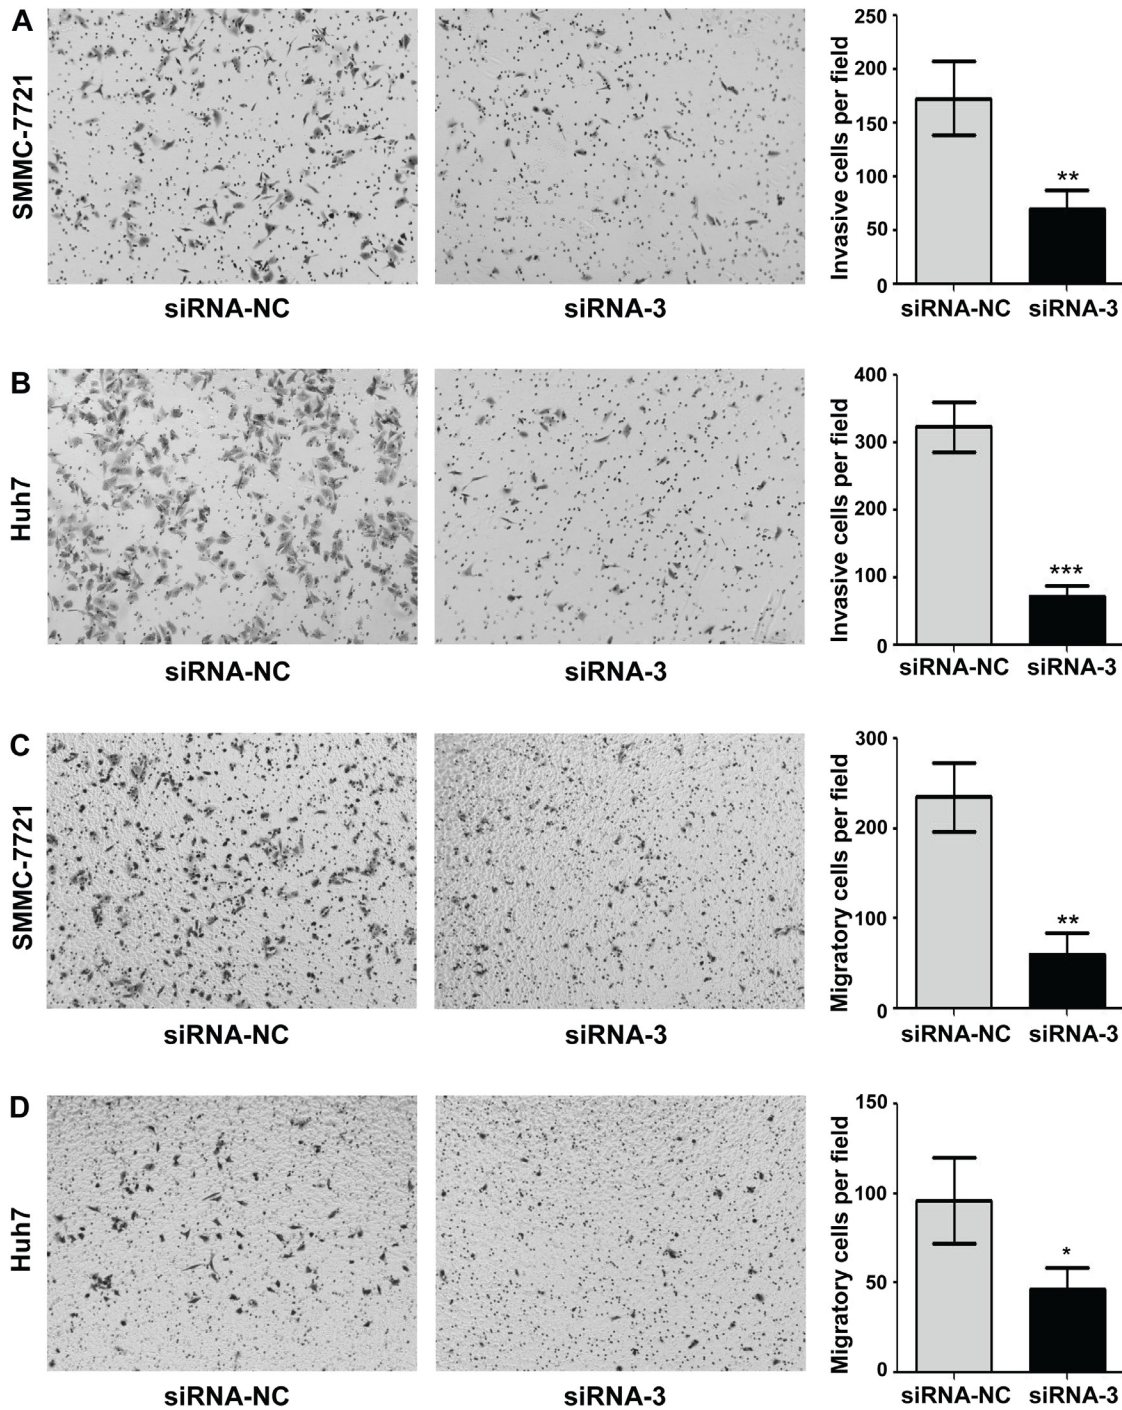 A
SMMC-7721
siRNA-NC
siRNA-3
Invasive cells per field
250
200
150
100
50
0
**
siRNA-NC
siRNA-3
B
Huh7
siRNA-NC
siRNA-3
Invasive cells per field
400
300
200
100
0
***
siRNA-NC
siRNA-3
C
SMMC-7721
siRNA-NC
siRNA-3
Migratory cells per field
300
200
100
0
**
siRNA-NC
siRNA-3
D
Huh7
siRNA-NC
siRNA-3
Migratory cells per field
150
100
50
0
*
siRNA-NC
siRNA-3